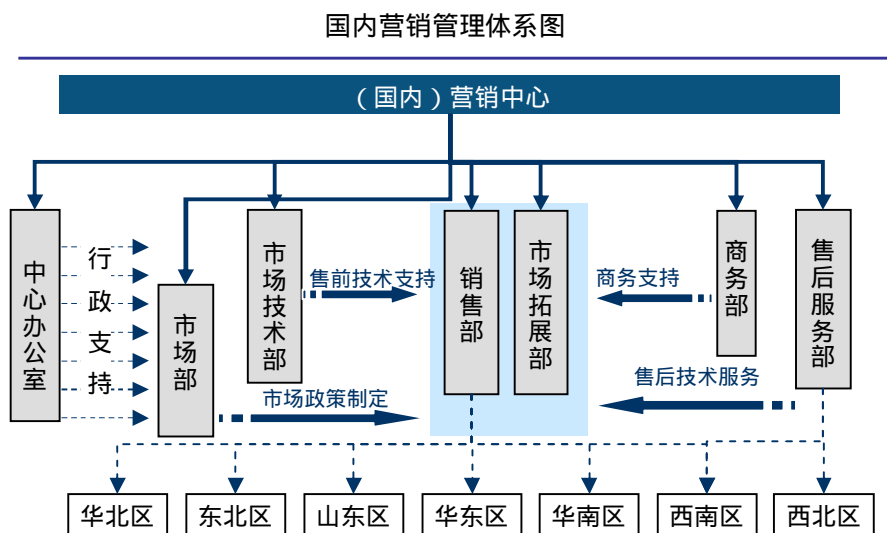 国内营销管理体系图
（国内）营销中心
中心办公室
行政支持
市场部
市场技术部
售前技术支持
市场政策制定
销售部
市场拓展部
商务支持
售后技术服务
商务部
售后服务部
华北区
东北区
山东区
华东区
华南区
西南区
西北区